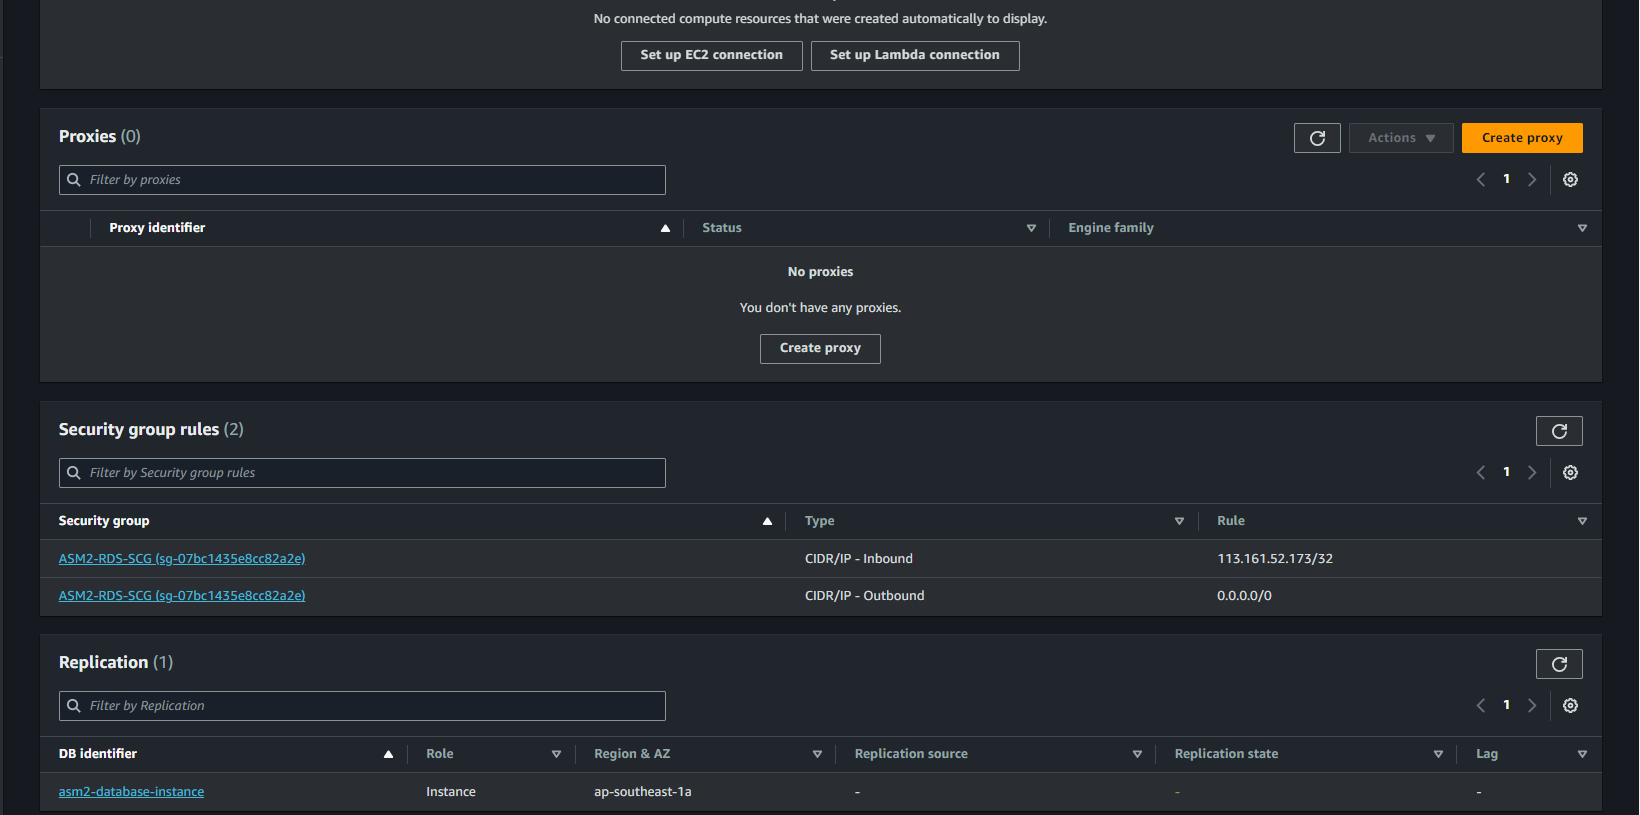 No connected compute resources that were created automatically to display.
Set up EC2 connection Set up Lambda connection
Proxies (0)
Actions Create proxy
Filter by proxies
1
Proxy identifier Status Engine family
No proxies
You don't have any proxies.
Create proxy
Security group rules (2)
Filter by Security group rules
1
Security group Type Rule
ASM2-RDS-SCG (sg-07bc1435e8cc82a2e) CIDR/IP - Inbound 113.161.52.173/32
ASM2-RDS-SCG (sg-07bc1435e8cc82a2e) CIDR/IP - Outbound 0.0.0.0/0
Replication (1)
Filter by Replication
1
DB identifier Role Region & AZ Replication source Replication state Lag
asm2-database-instance Instance ap-southeast-1a - - -